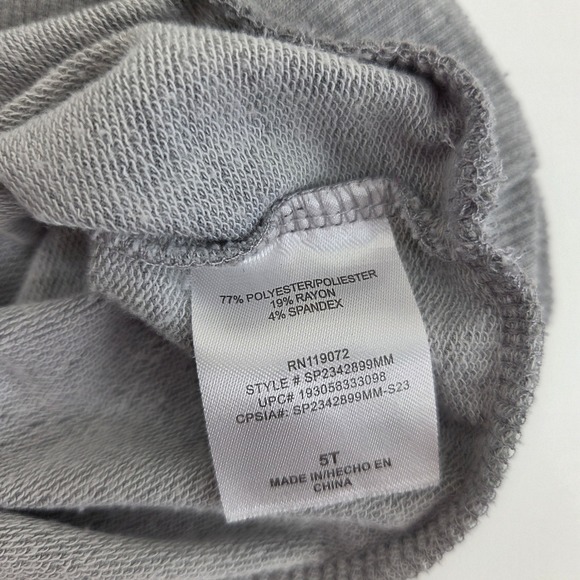 77% POLYESTER/POLIESTER
19% RAYON
4% SPANDEX
RN119072
STYLE # SP2342899MM
UPC# 193058333098
CPSIA#: SP2342899MM-S23
5T
MADE IN/HECHO EN
CHINA